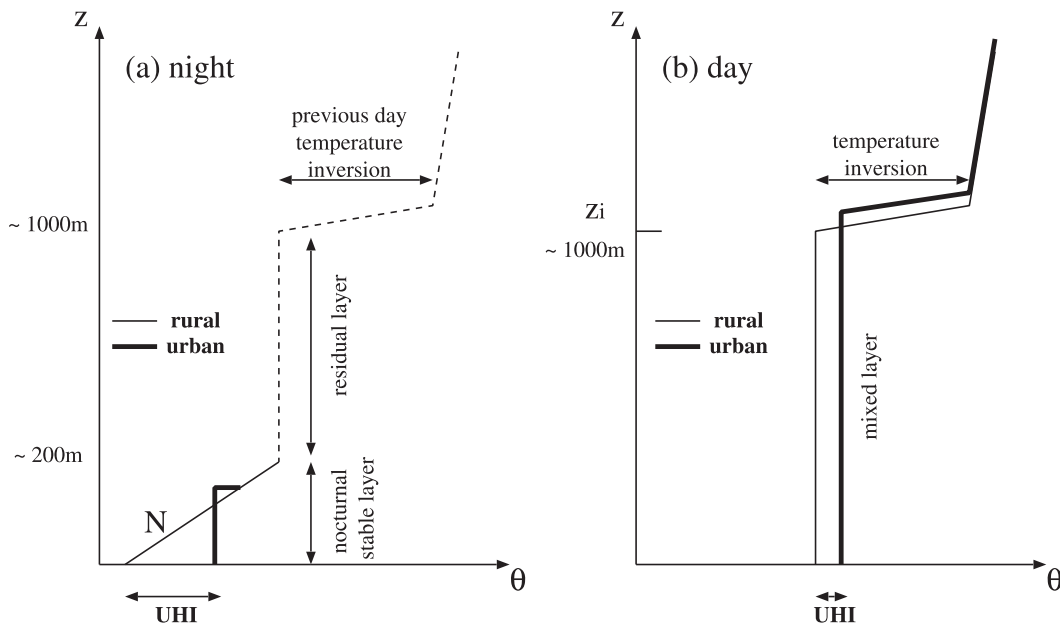 z
(a) night
previous day
temperature
inversion
~ 1000m
rural
urban
residual layer
~ 200m
nocturnal
stable layer
N
θ
UHI
z
(b) day
temperature
inversion
zi
~ 1000m
rural
urban
mixed layer
θ
UHI